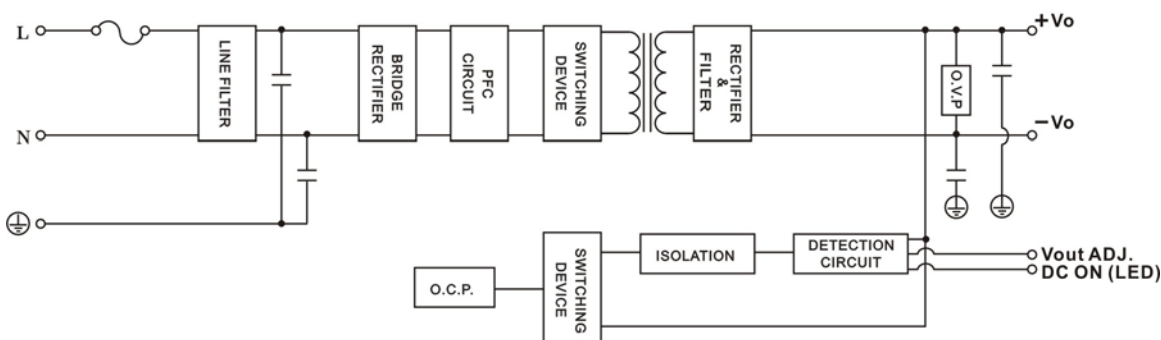 L
N
LINE FILTER
BRIDGE
RECTIFIER
PFC
CIRCUIT
SWITCHING
DEVICE
RECTIFIER
&
FILTER
O.V.P
+Vo
−Vo
O.C.P.
SWITCHING
DEVICE
ISOLATION
DETECTION
CIRCUIT
Vout ADJ.
DC ON (LED)